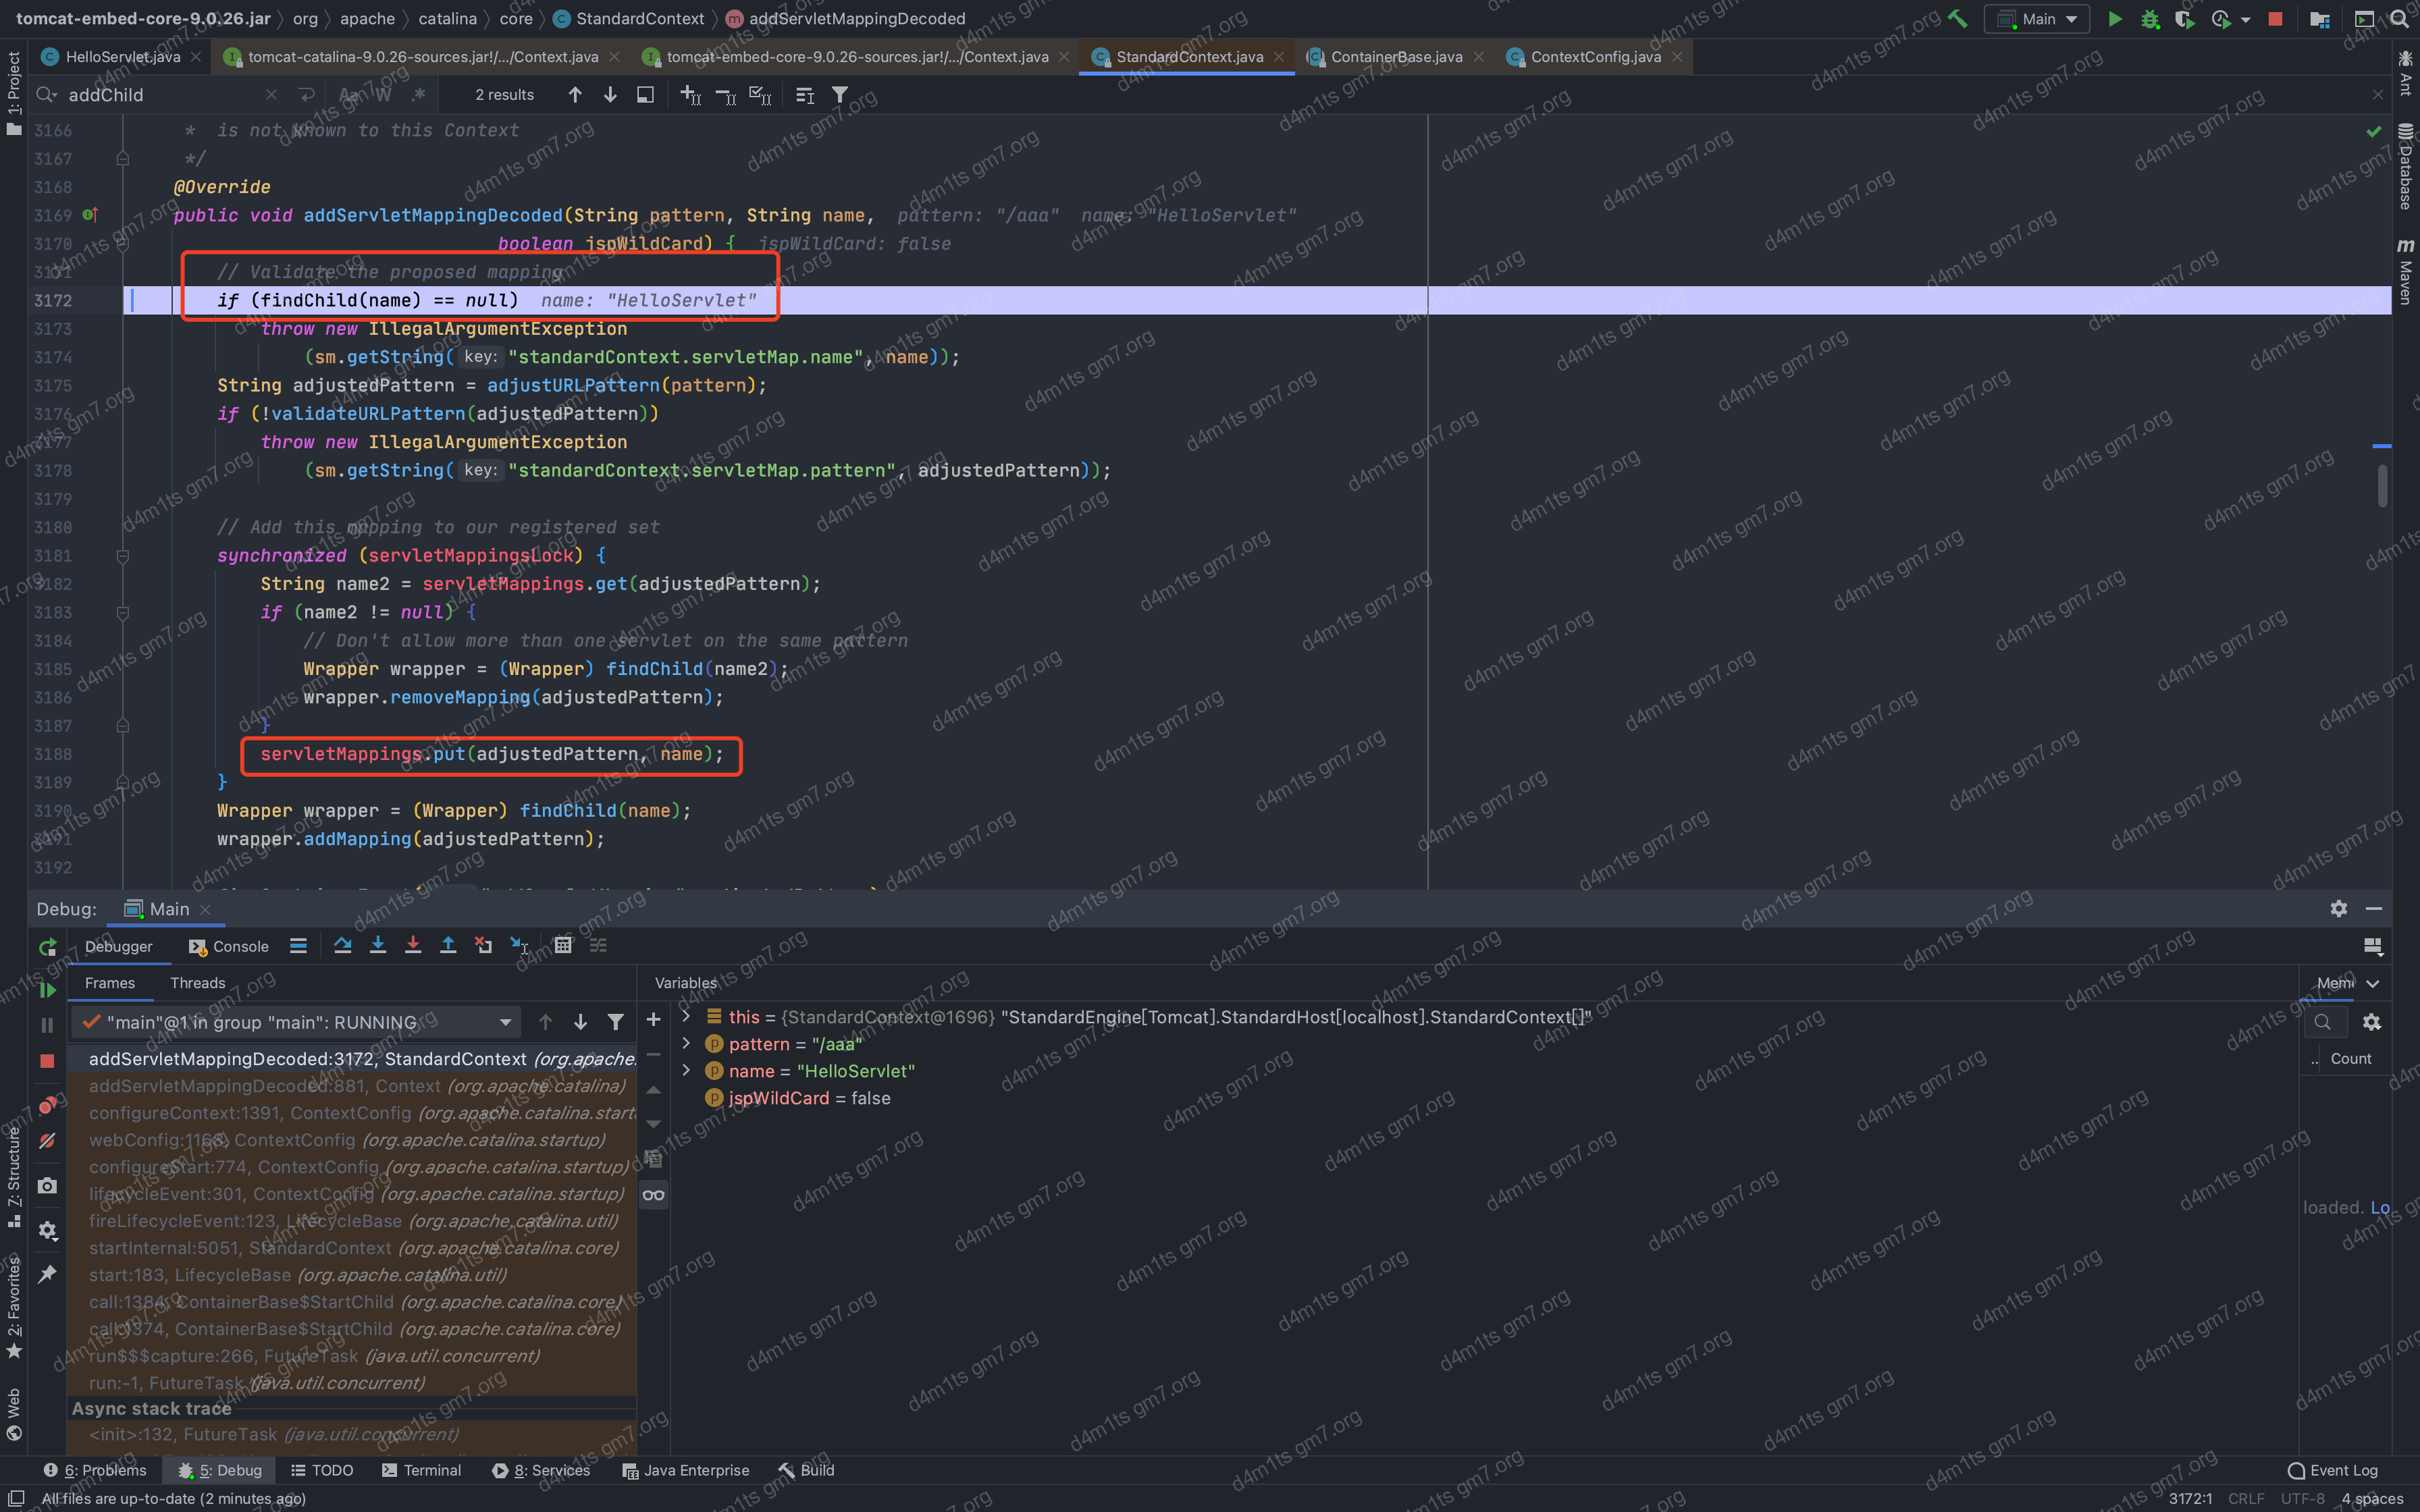 tomcat-embed-core-9.0.26.jar org apache catalina core StandardContext addServletMappingDecoded Main
HelloServlet.java tomcat-catalina-9.0.26-sources.jar!/.../Context.java tomcat-embed-core-9.0.26-sources.jar!/.../Context.java StandardContext.java ContainerBase.java ContextConfig.java
addChild Aa W .* 2 results
3166 * is not known to this Context
3167 */
3168 @Override
3169 public void addServletMappingDecoded(String pattern, String name, pattern: "/aaa" name: "HelloServlet"
3170 boolean jspWildCard) { jspWildCard: false
3171 // Validate the proposed mapping
3172 if (findChild(name) == null) name: "HelloServlet"
3173 throw new IllegalArgumentException
3174 (sm.getString( key: "standardContext.servletMap.name", name));
3175 String adjustedPattern = adjustURLPattern(pattern);
3176 if (!validateURLPattern(adjustedPattern))
3177 throw new IllegalArgumentException
3178 (sm.getString( key: "standardContext.servletMap.pattern", adjustedPattern));
3179
3180 // Add this mapping to our registered set
3181 synchronized (servletMappingsLock) {
3182 String name2 = servletMappings.get(adjustedPattern);
3183 if (name2 != null) {
3184 // Don't allow more than one servlet on the same pattern
3185 Wrapper wrapper = (Wrapper) findChild(name2);
3186 wrapper.removeMapping(adjustedPattern);
3187 }
3188 servletMappings.put(adjustedPattern, name);
3189 }
3190 Wrapper wrapper = (Wrapper) findChild(name);
3191 wrapper.addMapping(adjustedPattern);
3192
Debug: Main
Debugger Console
Frames Threads
Variables
Mem
"main"@1 in group "main": RUNNING
addServletMappingDecoded:3172, StandardContext (org.apache.
addServletMappingDecoded:881, Context (org.apache.catalina)
configureContext:1391, ContextConfig (org.apache.catalina.start
webConfig:1168, ContextConfig (org.apache.catalina.startup)
configureStart:774, ContextConfig (org.apache.catalina.startup)
lifecycleEvent:301, ContextConfig (org.apache.catalina.startup)
fireLifecycleEvent:123, LifecycleBase (org.apache.catalina.util)
startInternal:5051, StandardContext (org.apache.catalina.core)
start:183, LifecycleBase (org.apache.catalina.util)
call:1384, ContainerBase$StartChild (org.apache.catalina.core)
call:1374, ContainerBase$StartChild (org.apache.catalina.core)
run$$$capture:266, FutureTask (java.util.concurrent)
run:-1, FutureTask (java.util.concurrent)
Async stack trace
<init>:132, FutureTask (java.util.concurrent)
this = {StandardContext@1696} "StandardEngine[Tomcat].StandardHost[localhost].StandardContext[]"
pattern = "/aaa"
name = "HelloServlet"
jspWildCard = false
.. Count
loaded. Lo
1: Project
7: Structure
2: Favorites
Web
Ant
Database
m Maven
6: Problems 5: Debug TODO Terminal 8: Services Java Enterprise Build Event Log
All files are up-to-date (2 minutes ago) 3172:1 CRLF UTF-8 4 spaces
d4m1ts gm7.org